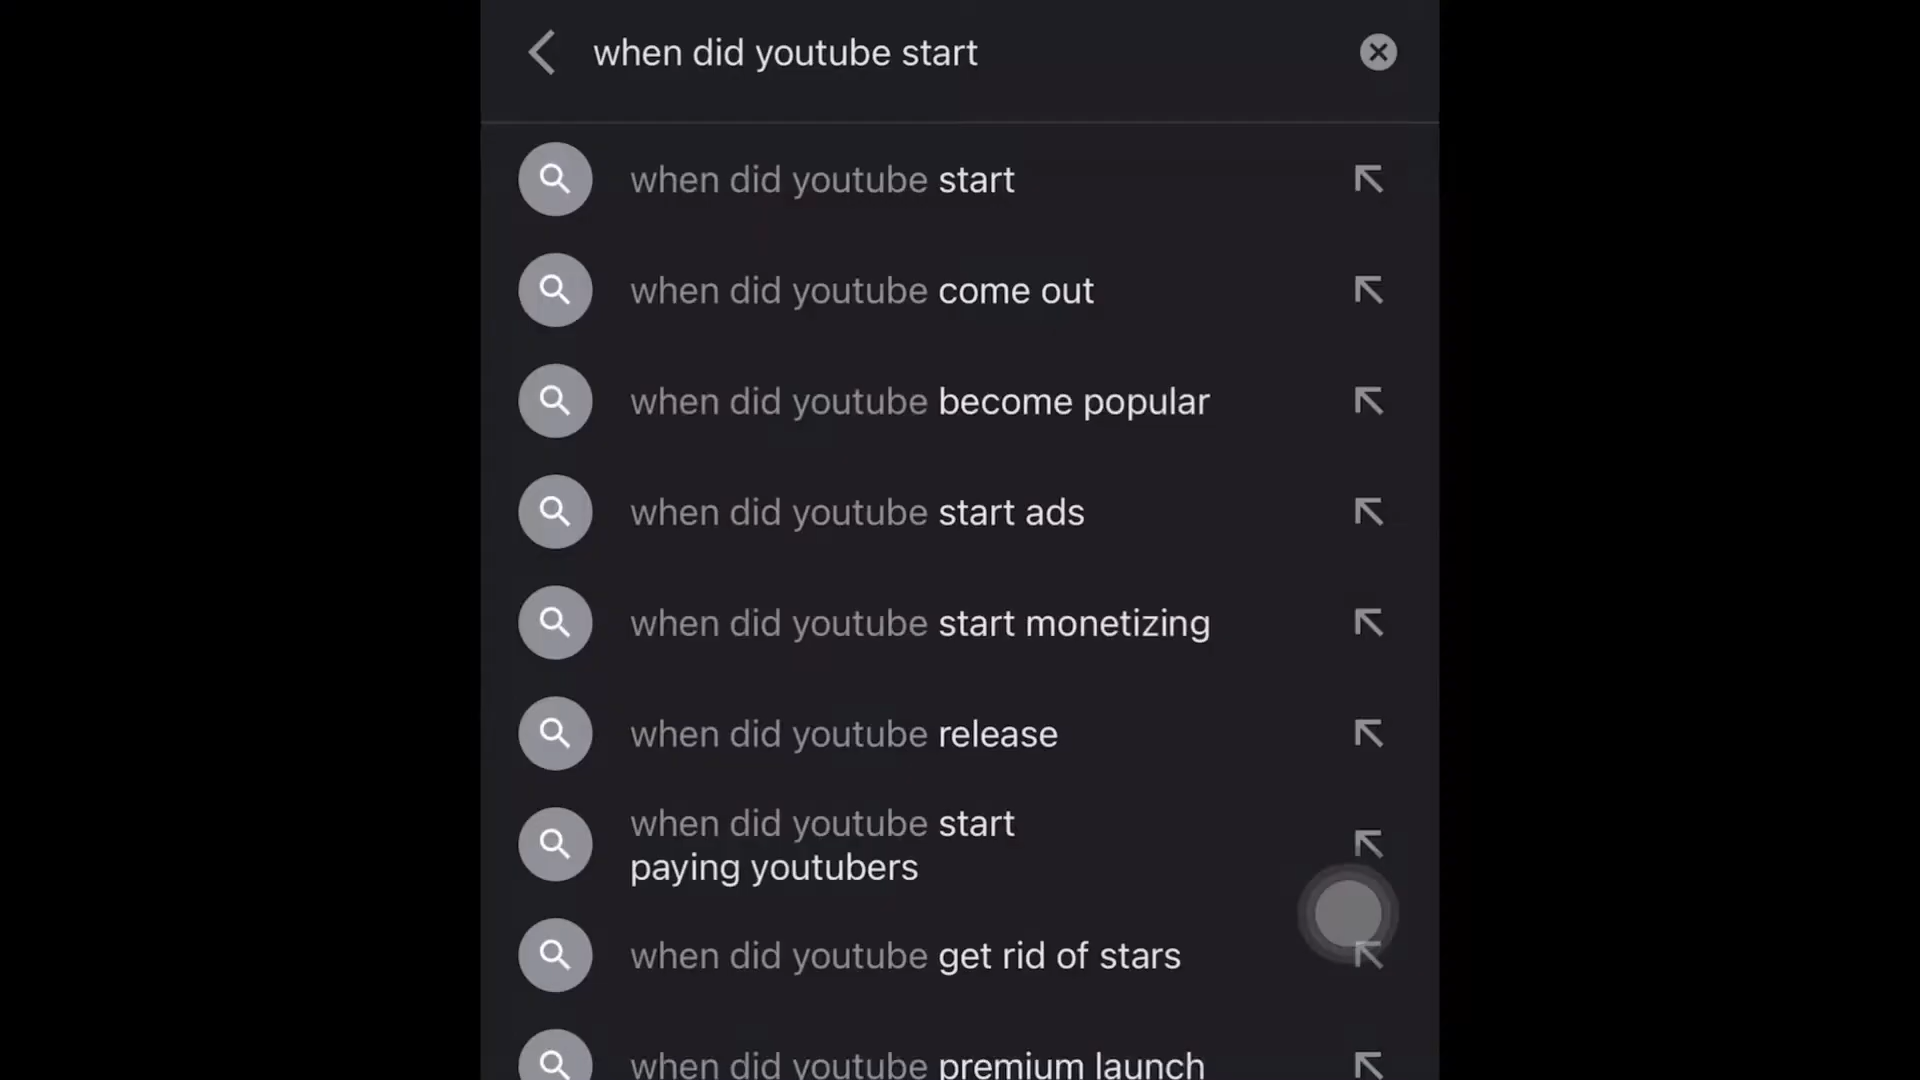 when did youtube start
when did youtube start
when did youtube come out
when did youtube become popular
when did youtube start ads
when did youtube start monetizing
when did youtube release
when did youtube start
paying youtubers
when did youtube get rid of stars
when did youtube premium launch